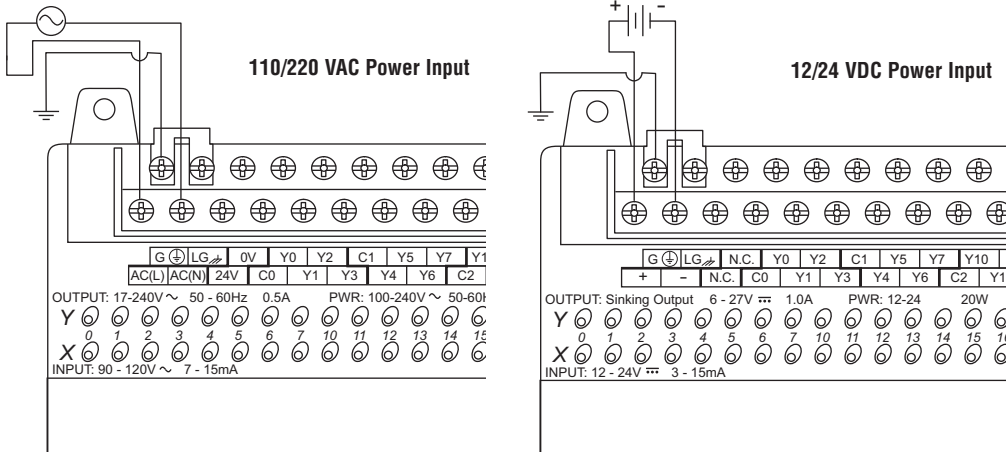 110/220 VAC Power Input
G LG 0V Y0 Y2 C1 Y5 Y7
AC(L) AC(N) 24V C0 Y1 Y3 Y4 Y6 C2
OUTPUT: 17-240V ~ 50 - 60Hz 0.5A PWR: 100-240V ~ 50-60H
Y
0 1 2 3 4 5 6 7 10 11 12 13 14 15
X
INPUT: 90 - 120V ~ 7 - 15mA
+ -
12/24 VDC Power Input
G LG N.C. Y0 Y2 C1 Y5 Y7 Y10
+ - N.C. C0 Y1 Y3 Y4 Y6 C2
OUTPUT: Sinking Output 6 - 27V ⎓ 1.0A PWR: 12-24 20W
Y
0 1 2 3 4 5 6 7 10 11 12 13 14 15 16
X
INPUT: 12 - 24V ⎓ 3 - 15mA